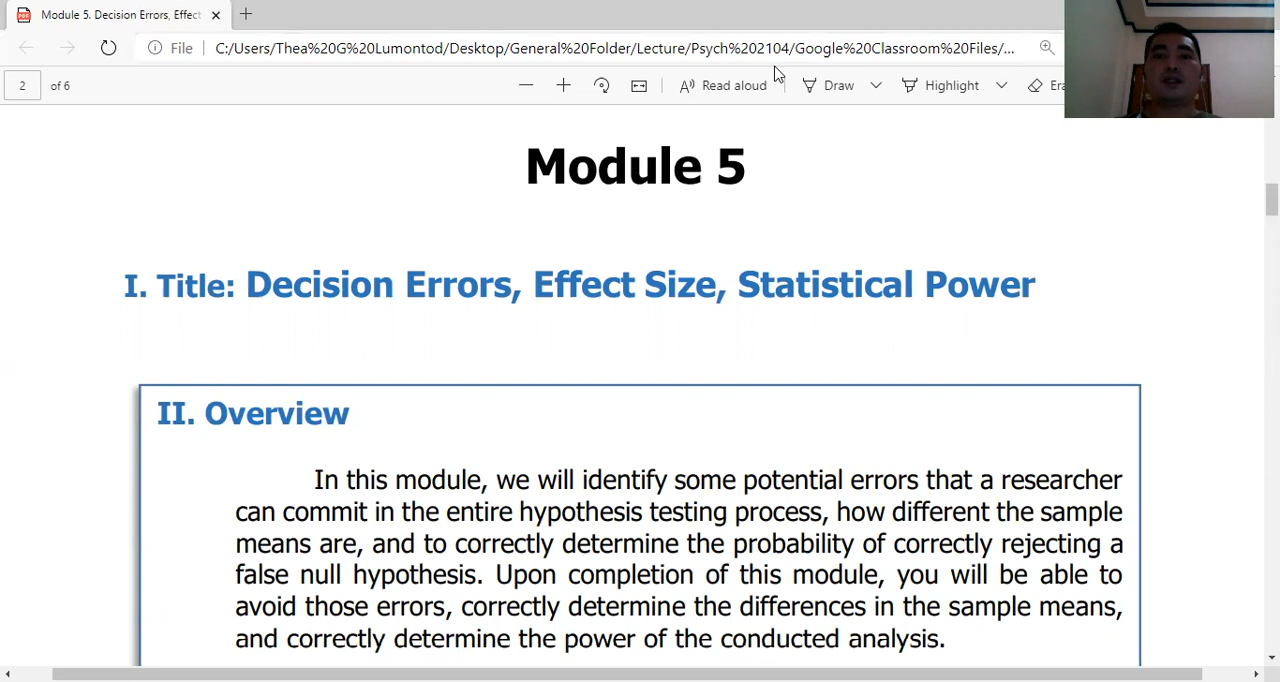 Module 5. Decision Errors, Effect
File C:/Users/Thea%20G%20Lumontod/Desktop/General%20Folder/Lecture/Psych%202104/Google%20Classroom%20Files/...
2 of 6 Read aloud Draw Highlight Era
Module 5
I. Title: Decision Errors, Effect Size, Statistical Power
II. Overview
In this module, we will identify some potential errors that a researcher
can commit in the entire hypothesis testing process, how different the sample
means are, and to correctly determine the probability of correctly rejecting a
false null hypothesis. Upon completion of this module, you will be able to
avoid those errors, correctly determine the differences in the sample means,
and correctly determine the power of the conducted analysis.